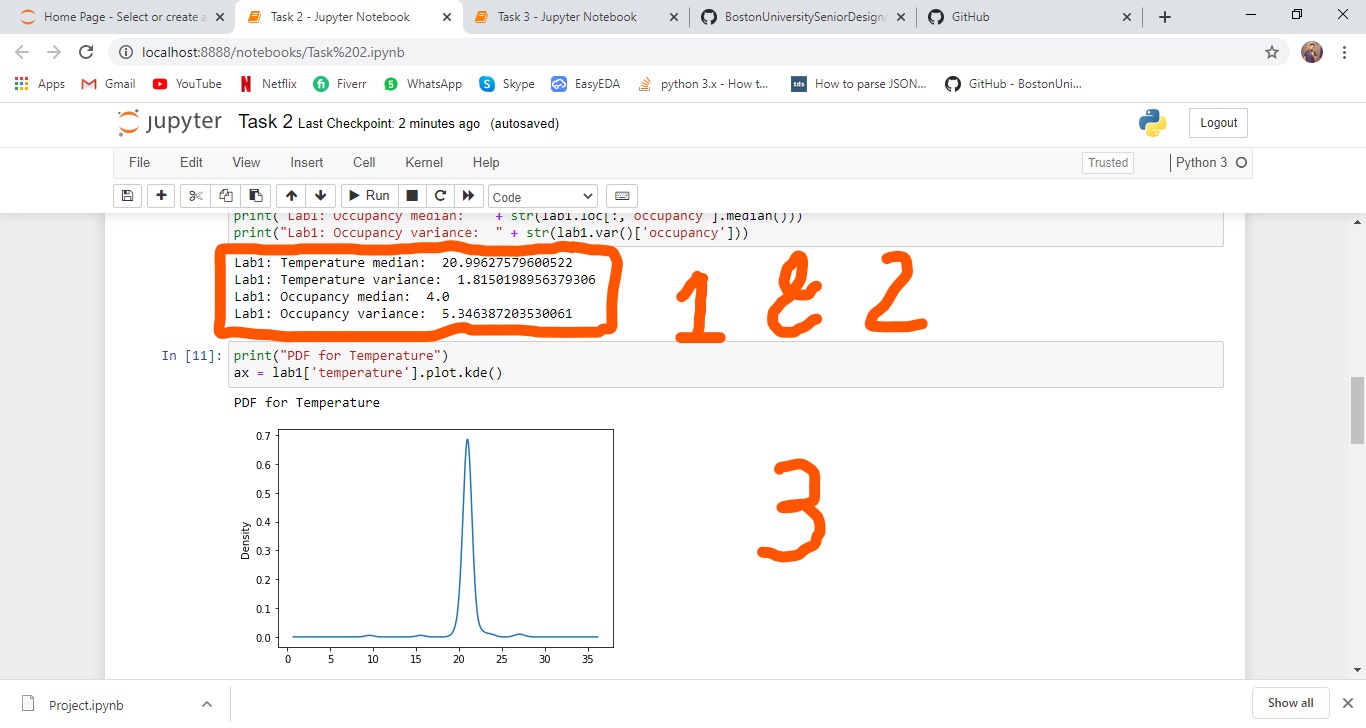 Home Page - Select or create a
Task 2 - Jupyter Notebook
Task 3 - Jupyter Notebook
BostonUniversitySeniorDesign/
GitHub
localhost:8888/notebooks/Task%202.ipynb
Apps Gmail YouTube Netflix Fiverr WhatsApp Skype EasyEDA python 3.x - How t... How to parse JSON... GitHub - BostonUni...
jupyter Task 2 Last Checkpoint: 2 minutes ago (autosaved) Logout
File Edit View Insert Cell Kernel Help Trusted Python 3
Run Code
print("Lab1: Occupancy median:  " + str(lab1.loc[:,'occupancy'].median()))
print("Lab1: Occupancy variance:  " + str(lab1.var()['occupancy']))
Lab1: Temperature median:  20.99627579600522
Lab1: Temperature variance:  1.8150198956379306
Lab1: Occupancy median:  4.0
Lab1: Occupancy variance:  5.346387203530061
1 & 2
In [11]: print("PDF for Temperature")
ax = lab1['temperature'].plot.kde()
PDF for Temperature
0.7
0.6
0.5
0.4
0.3
0.2
0.1
0.0
Density
0 5 10 15 20 25 30 35
3
Project.ipynb
Show all